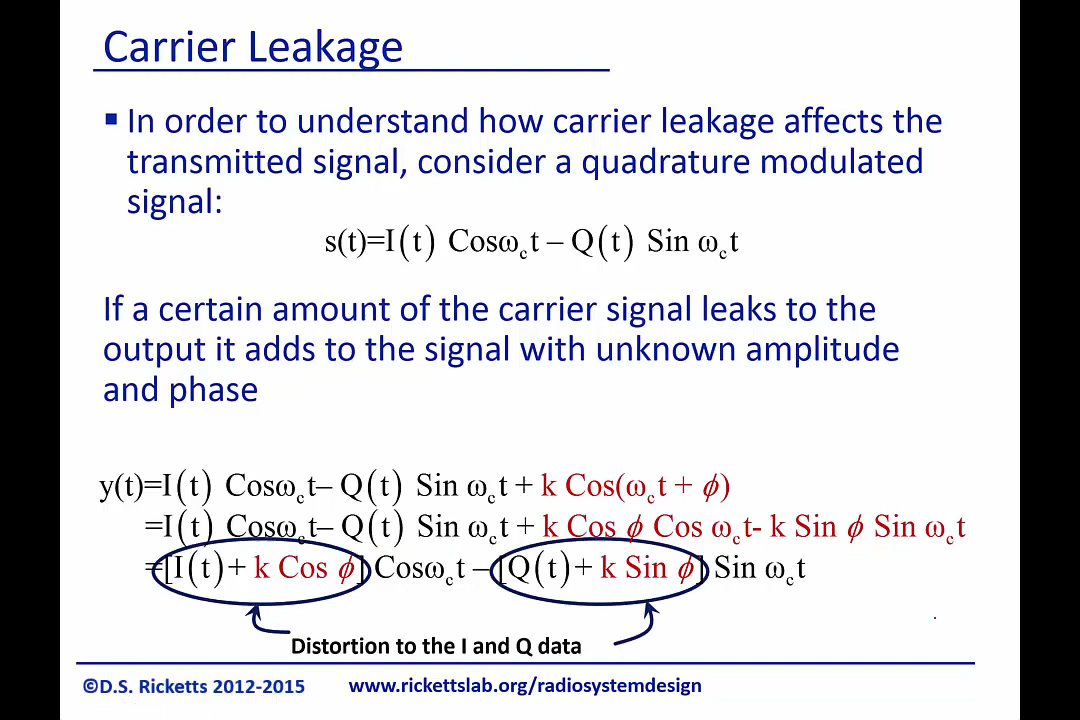 Carrier Leakage
▪ In order to understand how carrier leakage affects the
transmitted signal, consider a quadrature modulated
signal:
s(t)=I(t) Cosω_c t – Q(t) Sin ω_c t
If a certain amount of the carrier signal leaks to the
output it adds to the signal with unknown amplitude
and phase
y(t)=I(t) Cosω_c t– Q(t) Sin ω_c t + k Cos(ω_c t + ϕ)
=I(t) Cosω_c t– Q(t) Sin ω_c t + k Cos ϕ Cos ω_c t- k Sin ϕ Sin ω_c t
=[I(t)+ k Cos ϕ] Cosω_c t – [Q(t)+ k Sin ϕ] Sin ω_c t
Distortion to the I and Q data
©D.S. Ricketts 2012-2015 www.rickettslab.org/radiosystemdesign